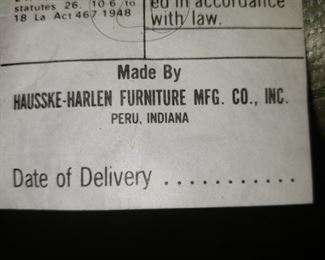 statutes 26. 10-6 to
18 La Act 467 1948
ed in accordance
with law.
Made By
HAUSSKE-HARLEN FURNITURE MFG. CO., INC.
PERU, INDIANA
Date of Delivery ............